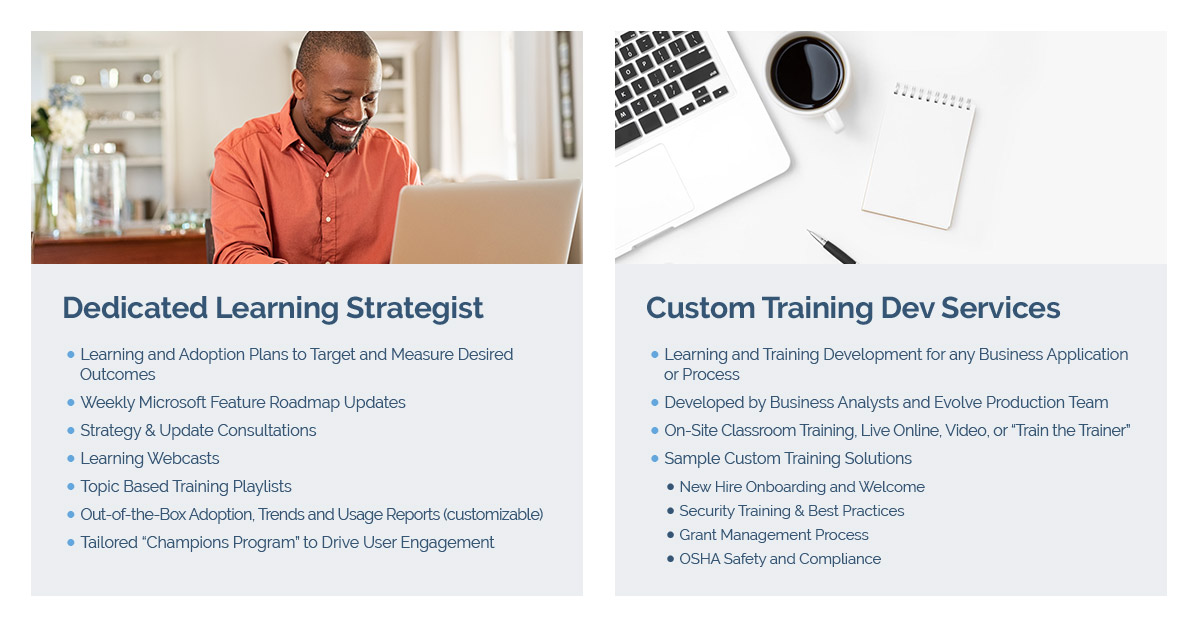 Dedicated Learning Strategist
• Learning and Adoption Plans to Target and Measure Desired
Outcomes
• Weekly Microsoft Feature Roadmap Updates
• Strategy & Update Consultations
• Learning Webcasts
• Topic Based Training Playlists
• Out-of-the-Box Adoption, Trends and Usage Reports (customizable)
• Tailored “Champions Program” to Drive User Engagement
Custom Training Dev Services
• Learning and Training Development for any Business Application
or Process
• Developed by Business Analysts and Evolve Production Team
• On-Site Classroom Training, Live Online, Video, or “Train the Trainer”
• Sample Custom Training Solutions
• New Hire Onboarding and Welcome
• Security Training & Best Practices
• Grant Management Process
• OSHA Safety and Compliance